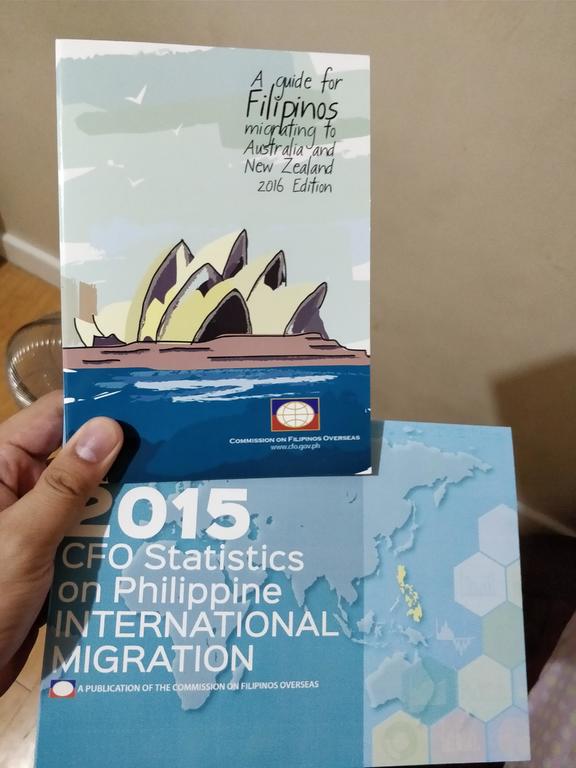 A guide for
Filipinos
migrating to
Australia and
New Zealand
2016 Edition
COMMISSION ON FILIPINOS OVERSEAS
www.cfo.gov.ph
2015
CFO Statistics
on Philippine
INTERNATIONAL
MIGRATION
A PUBLICATION OF THE COMMISSION ON FILIPINOS OVERSEAS